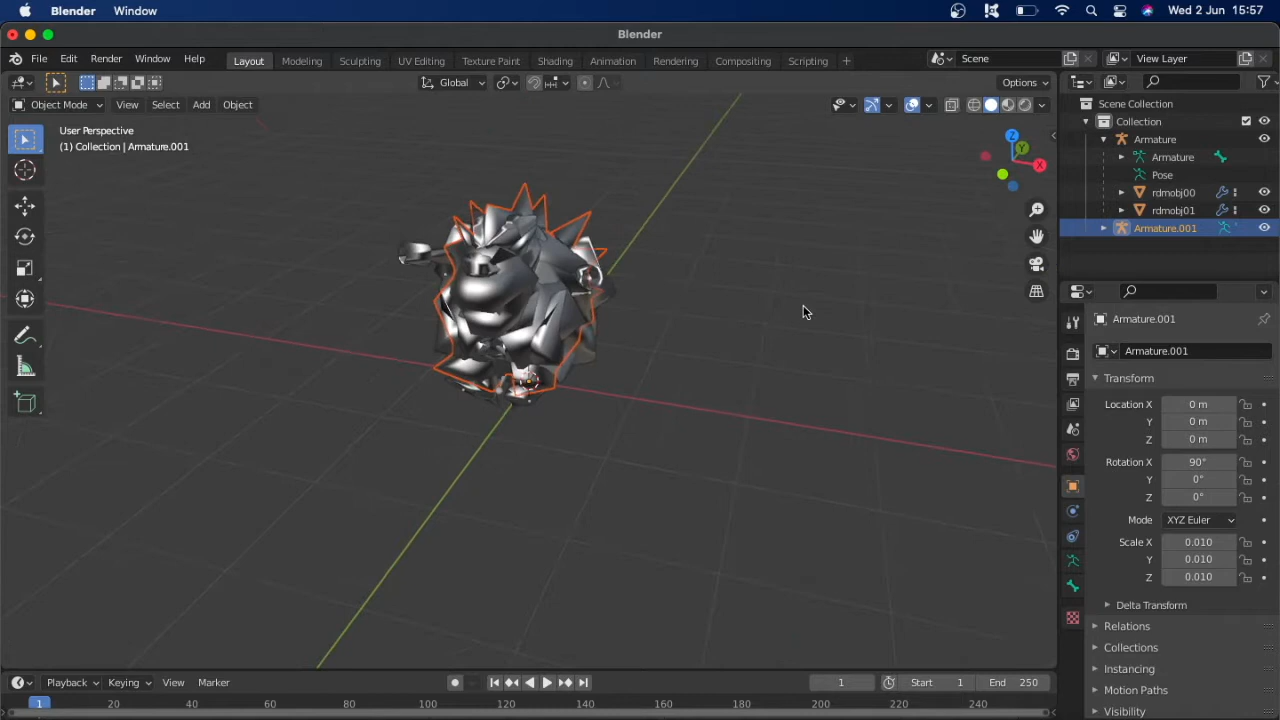 Blender Window Wed 2 Jun 15:57
Blender
File Edit Render Window Help Layout Modeling Sculpting UV Editing Texture Paint Shading Animation Rendering Compositing Scripting + Scene View Layer
Global Options
Object Mode View Select Add Object
User Perspective
(1) Collection | Armature.001
Z
Y
X
Scene Collection
Collection
Armature
Armature
Pose
rdmobj00
rdmobj01
Armature.001
Armature.001
Armature.001
Transform
Location X 0 m
Y 0 m
Z 0 m
Rotation X 90°
Y 0°
Z 0°
Mode XYZ Euler
Scale X 0.010
Y 0.010
Z 0.010
Delta Transform
Relations
Collections
Instancing
Motion Paths
Visibility
Playback Keying View Marker 1 Start 1 End 250
1 20 40 60 80 100 120 140 160 180 200 220 240